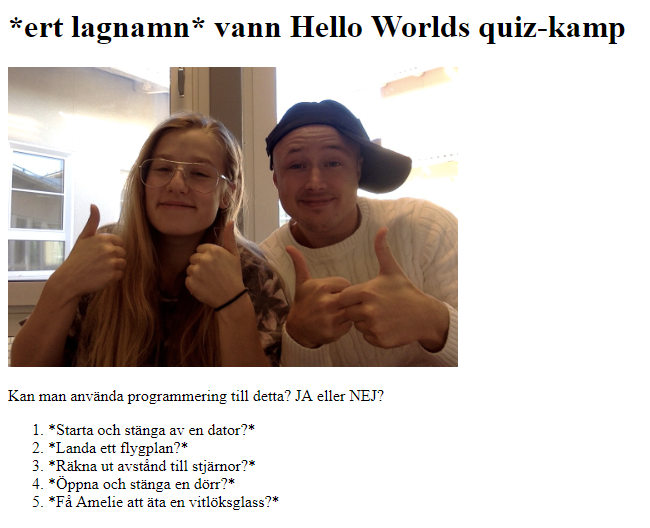 *ert lagnamn* vann Hello Worlds quiz-kamp
Kan man använda programmering till detta? JA eller NEJ?
1. *Starta och stänga av en dator?*
2. *Landa ett flygplan?*
3. *Räkna ut avstånd till stjärnor?*
4. *Öppna och stänga en dörr?*
5. *Få Amelie att äta en vitlöksglass?*